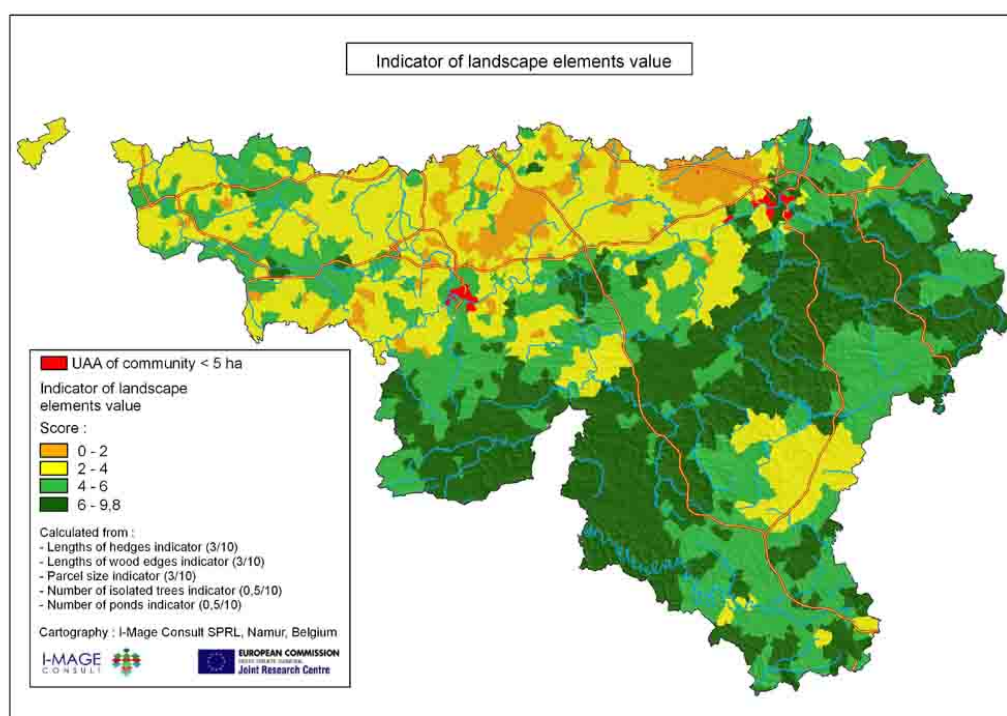 Indicator of landscape elements value
UAA of community < 5 ha
Indicator of landscape
elements value
Score :
0 - 2
2 - 4
4 - 6
6 - 9,8
Calculated from :
- Lengths of hedges indicator (3/10)
- Lengths of wood edges indicator (3/10)
- Parcel size indicator (3/10)
- Number of isolated trees indicator (0,5/10)
- Number of ponds indicator (0,5/10)
Cartography : I-Mage Consult SPRL, Namur, Belgium
I-MAGE
CONSULT
EUROPEAN COMMISSION
Joint Research Centre